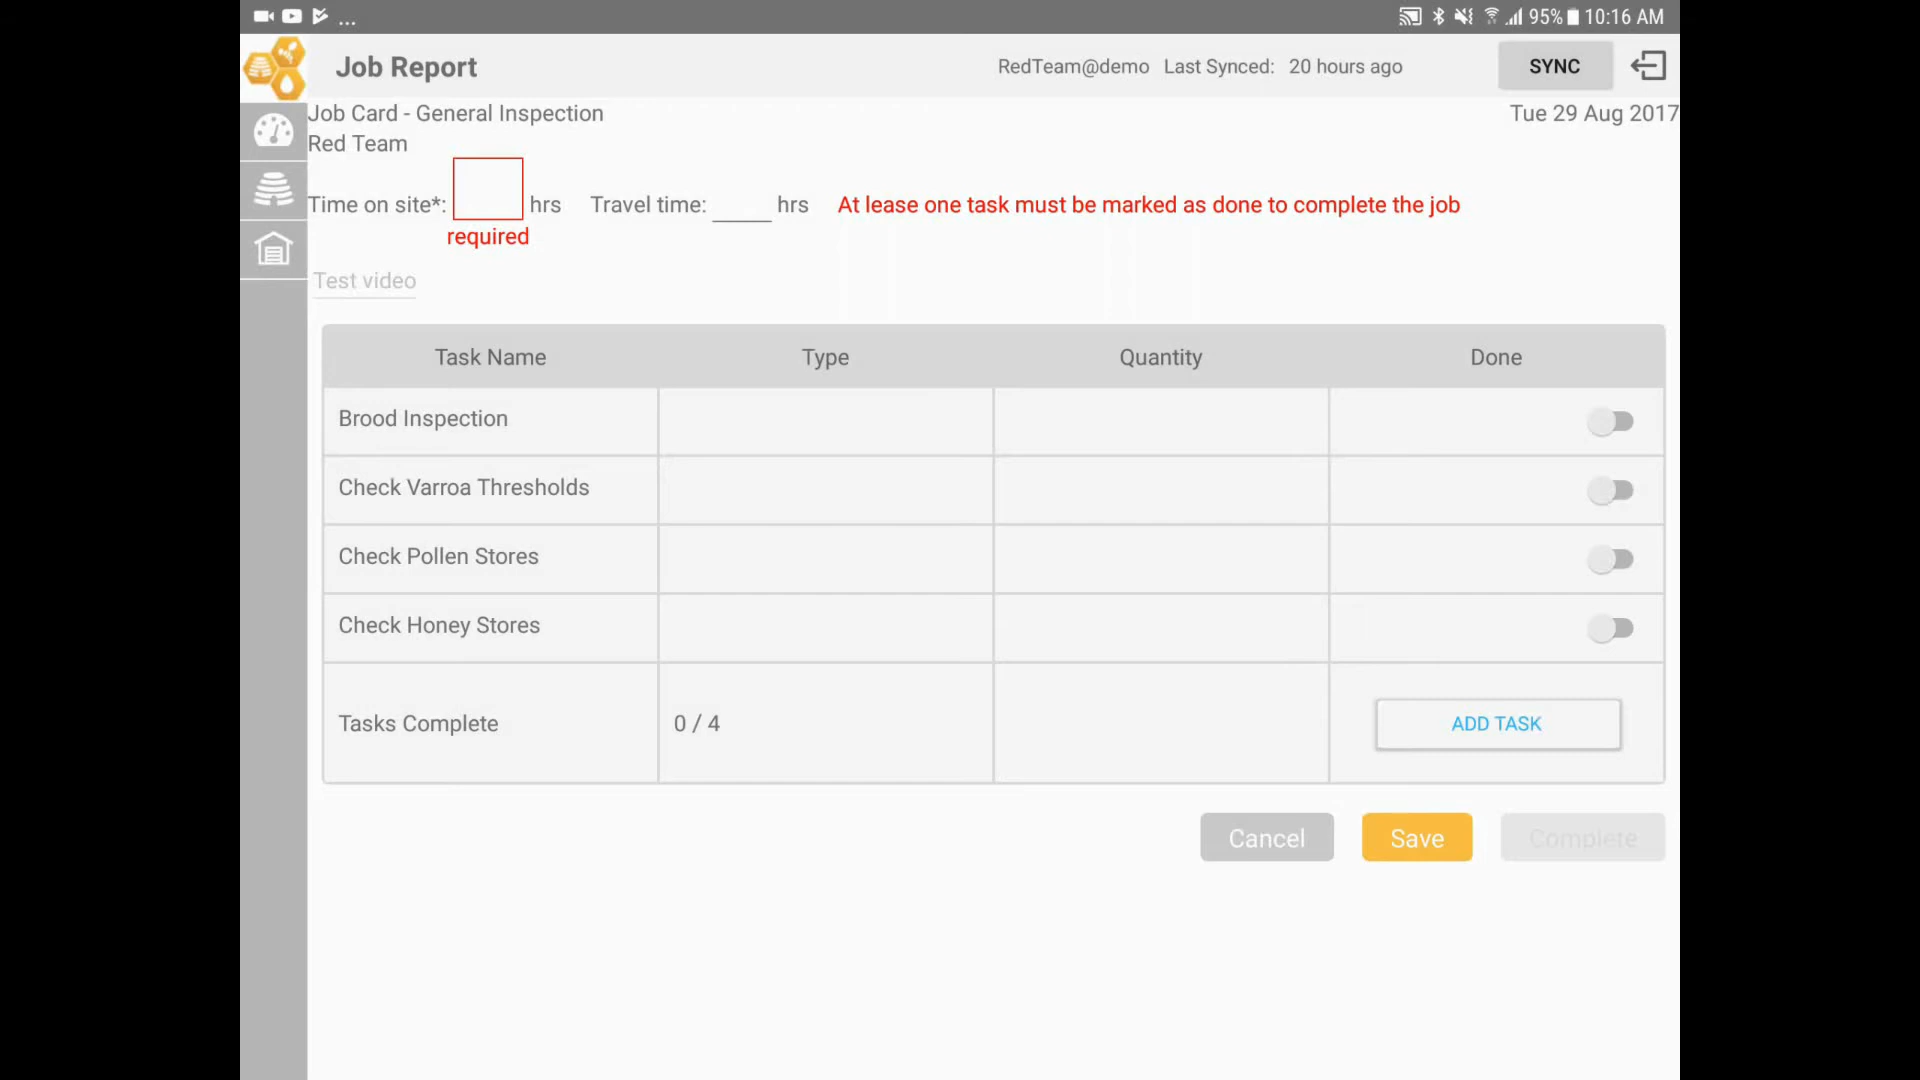 ... 95% 10:16 AM
Job Report RedTeam@demo Last Synced: 20 hours ago SYNC
Job Card - General Inspection Tue 29 Aug 2017
Red Team
Time on site*: hrs Travel time: hrs At lease one task must be marked as done to complete the job
required
Test video
Task Name Type Quantity Done
Brood Inspection
Check Varroa Thresholds
Check Pollen Stores
Check Honey Stores
Tasks Complete 0 / 4 ADD TASK
Cancel Save Complete